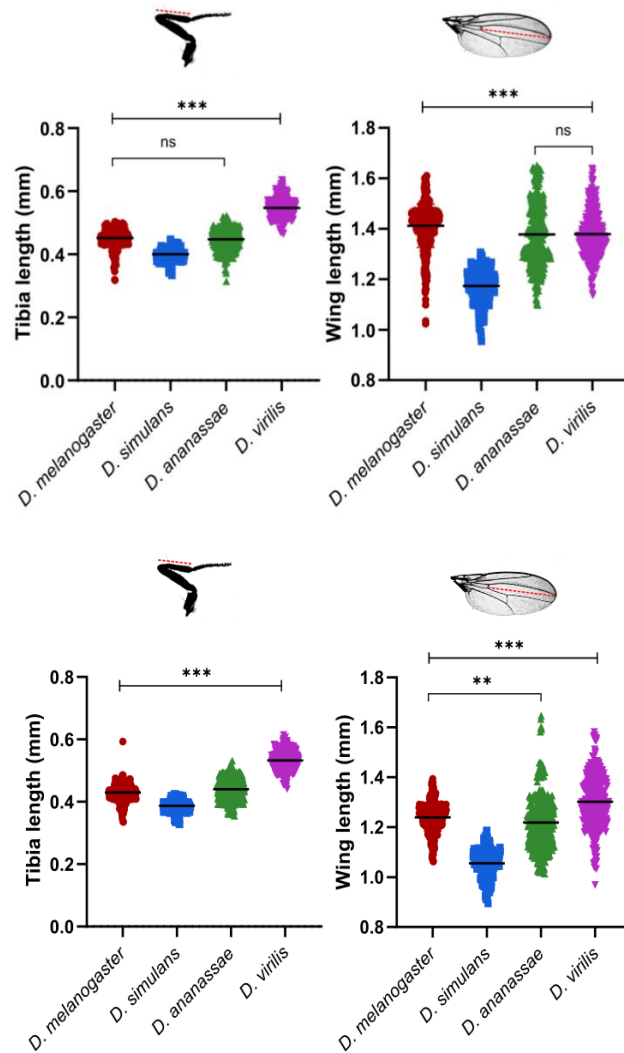 ***
ns
0.8
0.6
0.4
0.2
0.0
Tibia length (mm)
D. melanogaster
D. simulans
D. ananassae
D. virilis
***
ns
1.8
1.6
1.4
1.2
1.0
0.8
Wing length (mm)
D. melanogaster
D. simulans
D. ananassae
D. virilis
***
0.8
0.6
0.4
0.2
0.0
Tibia length (mm)
D. melanogaster
D. simulans
D. ananassae
D. virilis
***
**
1.8
1.6
1.4
1.2
1.0
0.8
Wing length (mm)
D. melanogaster
D. simulans
D. ananassae
D. virilis